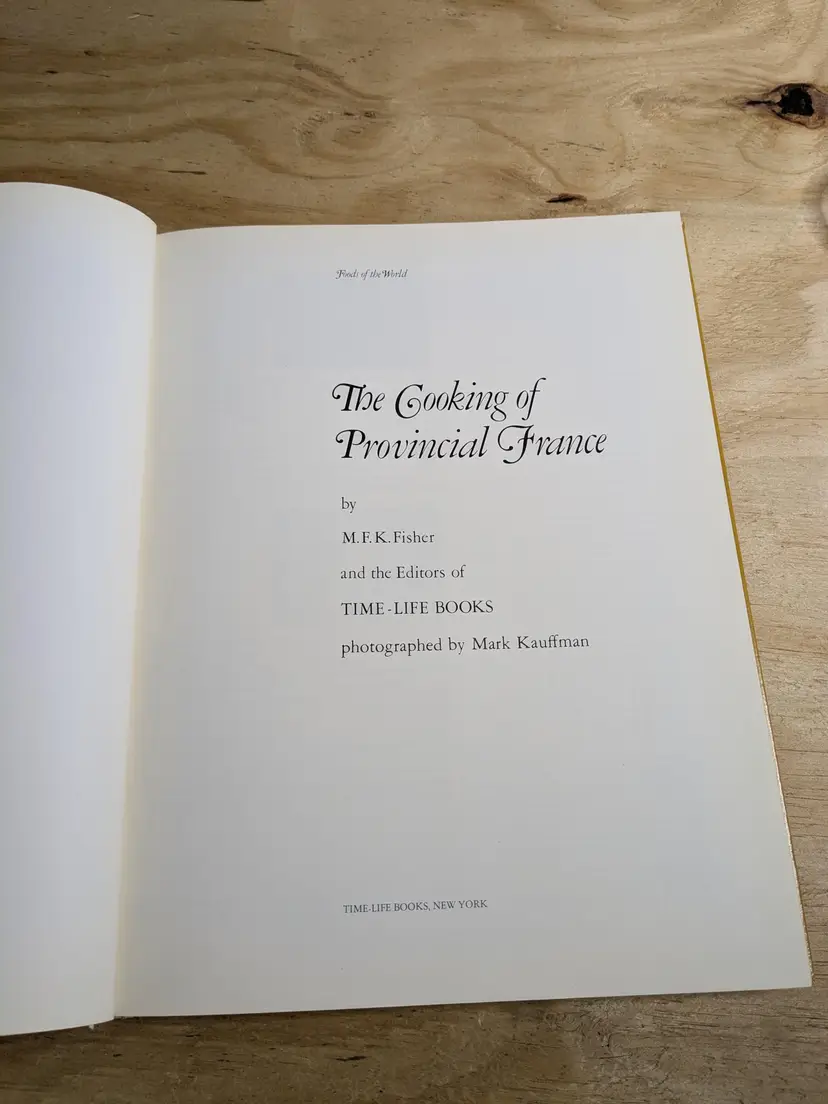 Foods of the World
The Cooking of
Provincial France
by
M.F.K.Fisher
and the Editors of
TIME-LIFE BOOKS
photographed by Mark Kauffman
TIME-LIFE BOOKS, NEW YORK